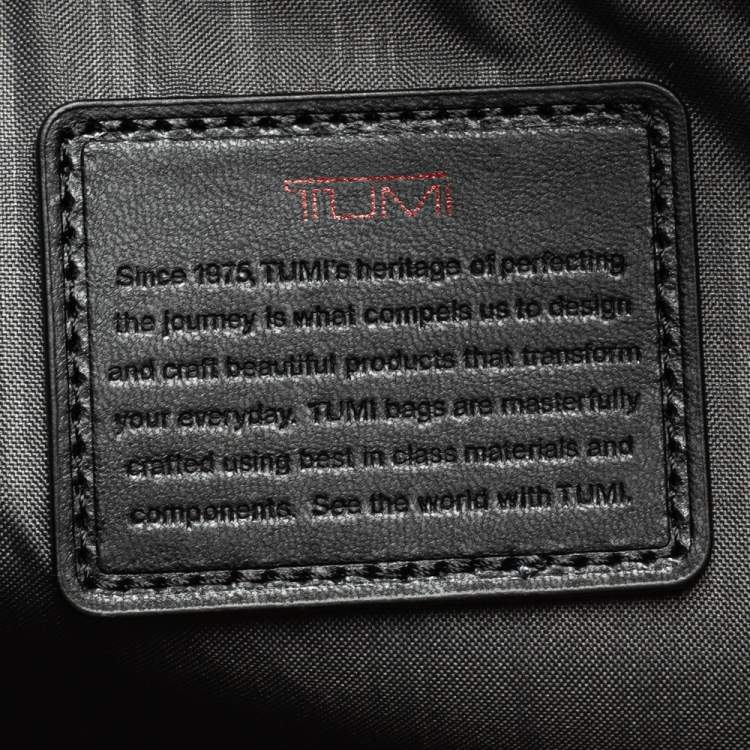 TUMI
Since 1975, TUMI's heritage of perfecting
the journey is what compels us to design
and craft beautiful products that transform
your everyday. TUMI bags are masterfully
crafted using best in class materials and
components. See the world with TUMI.